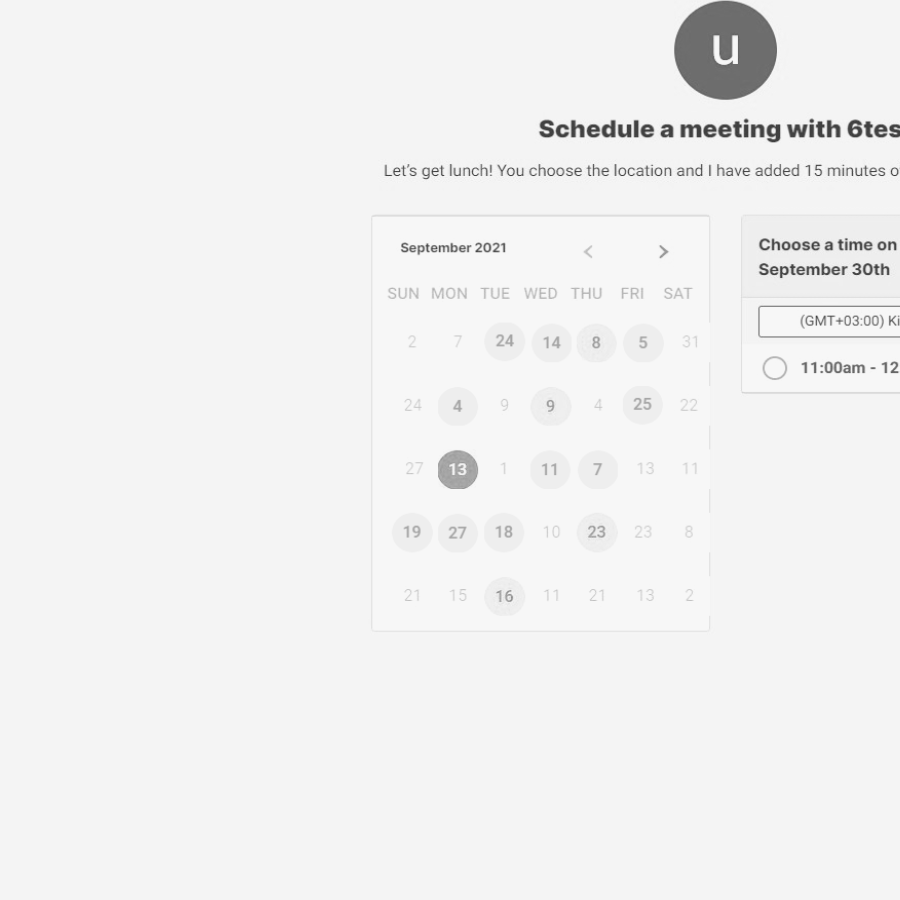 u
Schedule a meeting with 6tes
Let's get lunch! You choose the location and I have added 15 minutes o
September 2021
SUN MON TUE WED THU FRI SAT
2 7 24 14 8 5 31
24 4 9 9 4 25 22
27 13 1 11 7 13 11
19 27 18 10 23 23 8
21 15 16 11 21 13 2
Choose a time on
September 30th
(GMT+03:00) Ki
11:00am - 12